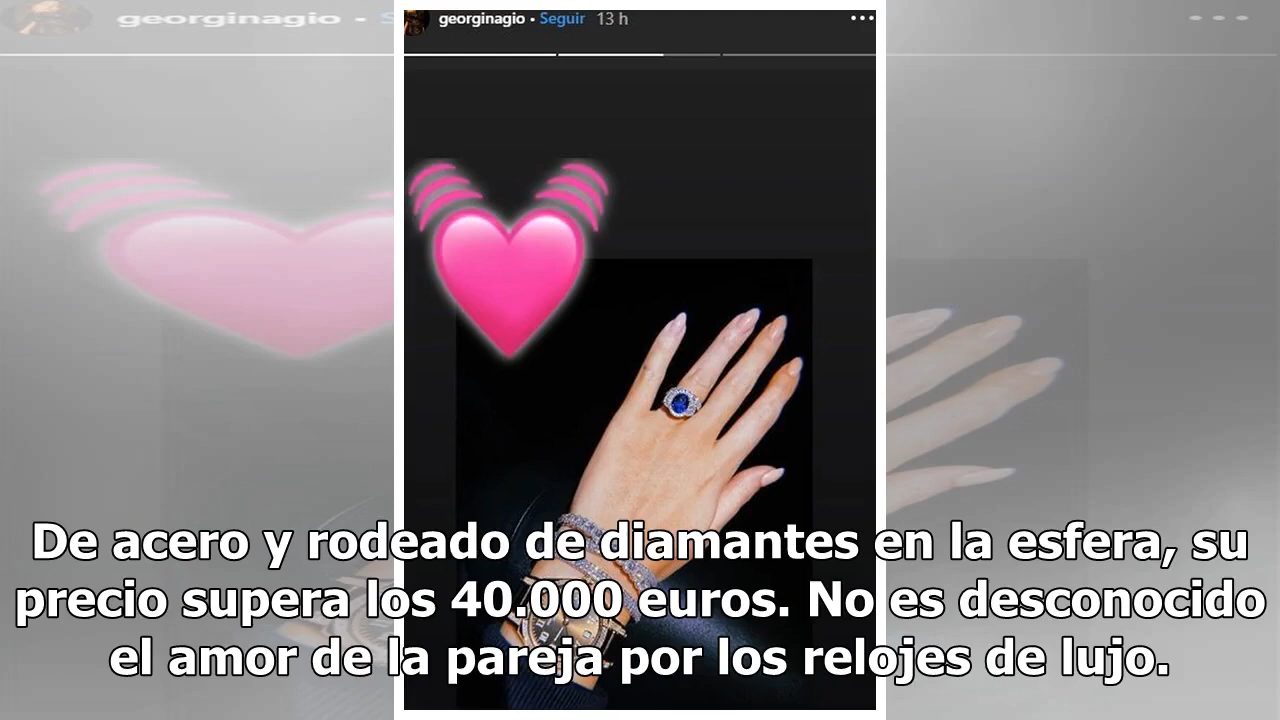 georginagio • S
georginagio • Seguir 13 h
De acero y rodeado de diamantes en la esfera, su
precio supera los 40.000 euros. No es desconocido
el amor de la pareja por los relojes de lujo.